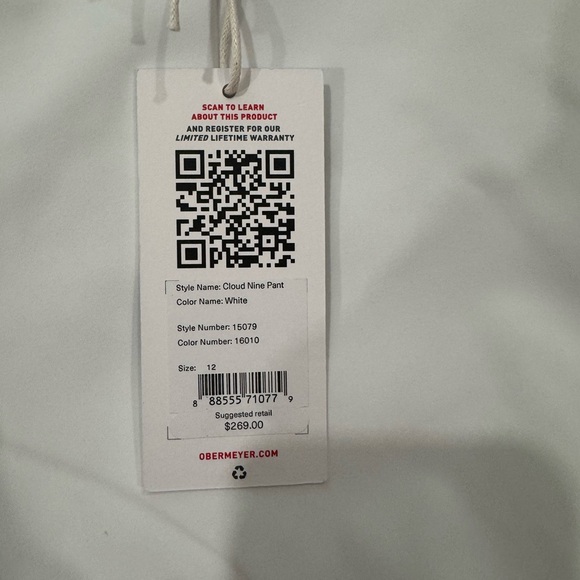 SCAN TO LEARN
ABOUT THIS PRODUCT
AND REGISTER FOR OUR
LIMITED LIFETIME WARRANTY
Style Name: Cloud Nine Pant
Color Name: White
Style Number: 15079
Color Number: 16010
Size: 12
8 88555 71077 9
Suggested retail
$269.00
OBERMEYER.COM